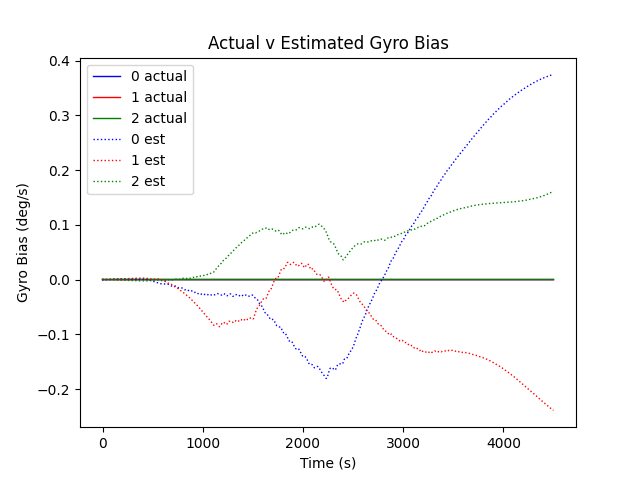 Actual v Estimated Gyro Bias
0.4
0.3
0.2
0.1
0.0
−0.1
−0.2
Gyro Bias (deg/s)
0 actual
1 actual
2 actual
0 est
1 est
2 est
0 1000 2000 3000 4000
Time (s)